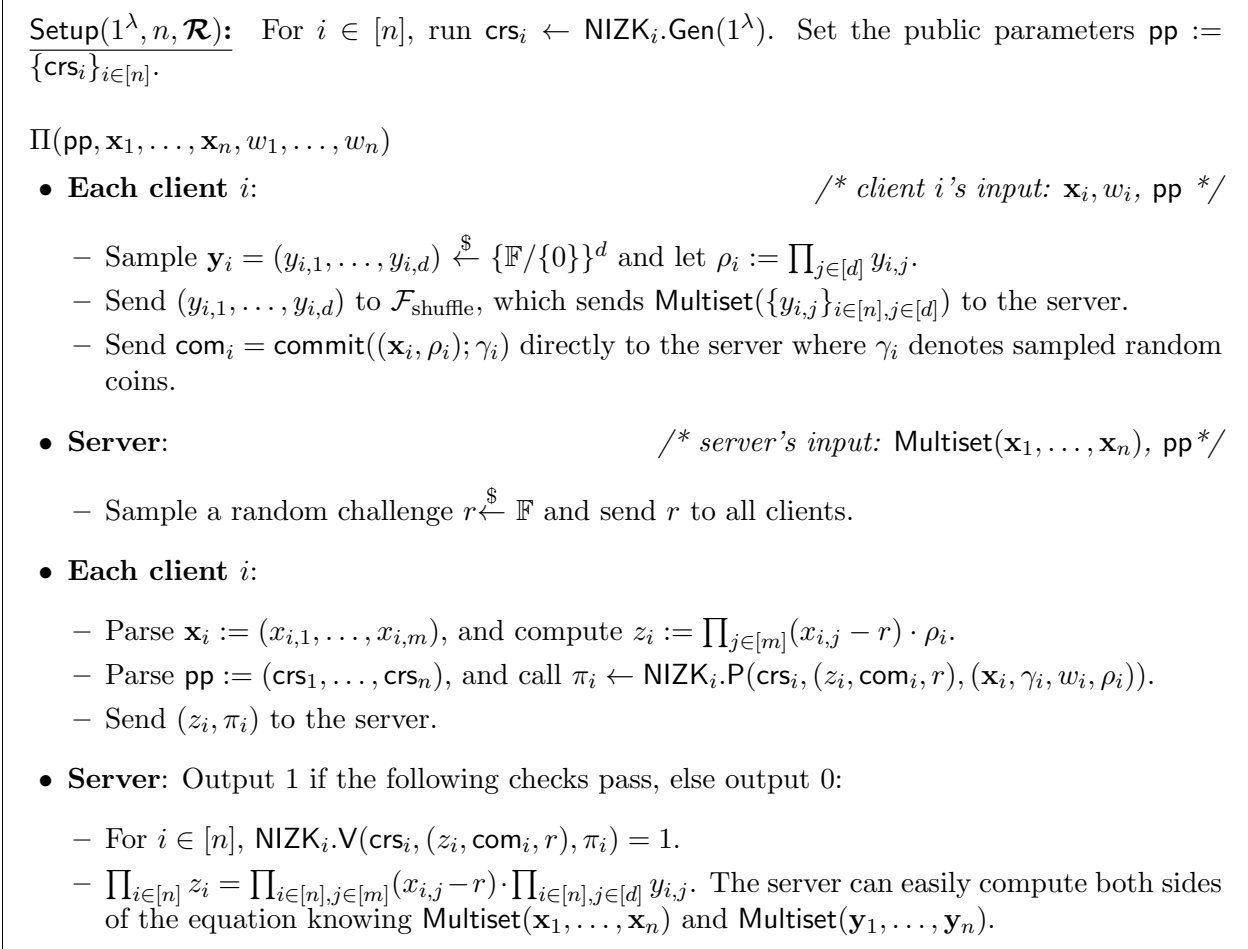 Setup(1^λ, n, 𝓡): For i ∈ [n], run crs_i ← NIZK_i.Gen(1^λ). Set the public parameters pp :=
{crs_i}_{i∈[n]}.
Π(pp, x_1, . . . , x_n, w_1, . . . , w_n)
• Each client i: /* client i's input: x_i, w_i, pp */
– Sample y_i = (y_{i,1}, . . . , y_{i,d}) ←$ {𝔽/{0}}^d and let ρ_i := ∏_{j∈[d]} y_{i,j}.
– Send (y_{i,1}, . . . , y_{i,d}) to 𝓕_shuffle, which sends Multiset({y_{i,j}}_{i∈[n],j∈[d]}) to the server.
– Send com_i = commit((x_i, ρ_i); γ_i) directly to the server where γ_i denotes sampled random
coins.
• Server: /* server's input: Multiset(x_1, . . . , x_n), pp*/
– Sample a random challenge r ←$ 𝔽 and send r to all clients.
• Each client i:
– Parse x_i := (x_{i,1}, . . . , x_{i,m}), and compute z_i := ∏_{j∈[m]}(x_{i,j} − r) · ρ_i.
– Parse pp := (crs_1, . . . , crs_n), and call π_i ← NIZK_i.P(crs_i, (z_i, com_i, r), (x_i, γ_i, w_i, ρ_i)).
– Send (z_i, π_i) to the server.
• Server: Output 1 if the following checks pass, else output 0:
– For i ∈ [n], NIZK_i.V(crs_i, (z_i, com_i, r), π_i) = 1.
– ∏_{i∈[n]} z_i = ∏_{i∈[n],j∈[m]}(x_{i,j} − r) · ∏_{i∈[n],j∈[d]} y_{i,j}. The server can easily compute both sides
of the equation knowing Multiset(x_1, . . . , x_n) and Multiset(y_1, . . . , y_n).